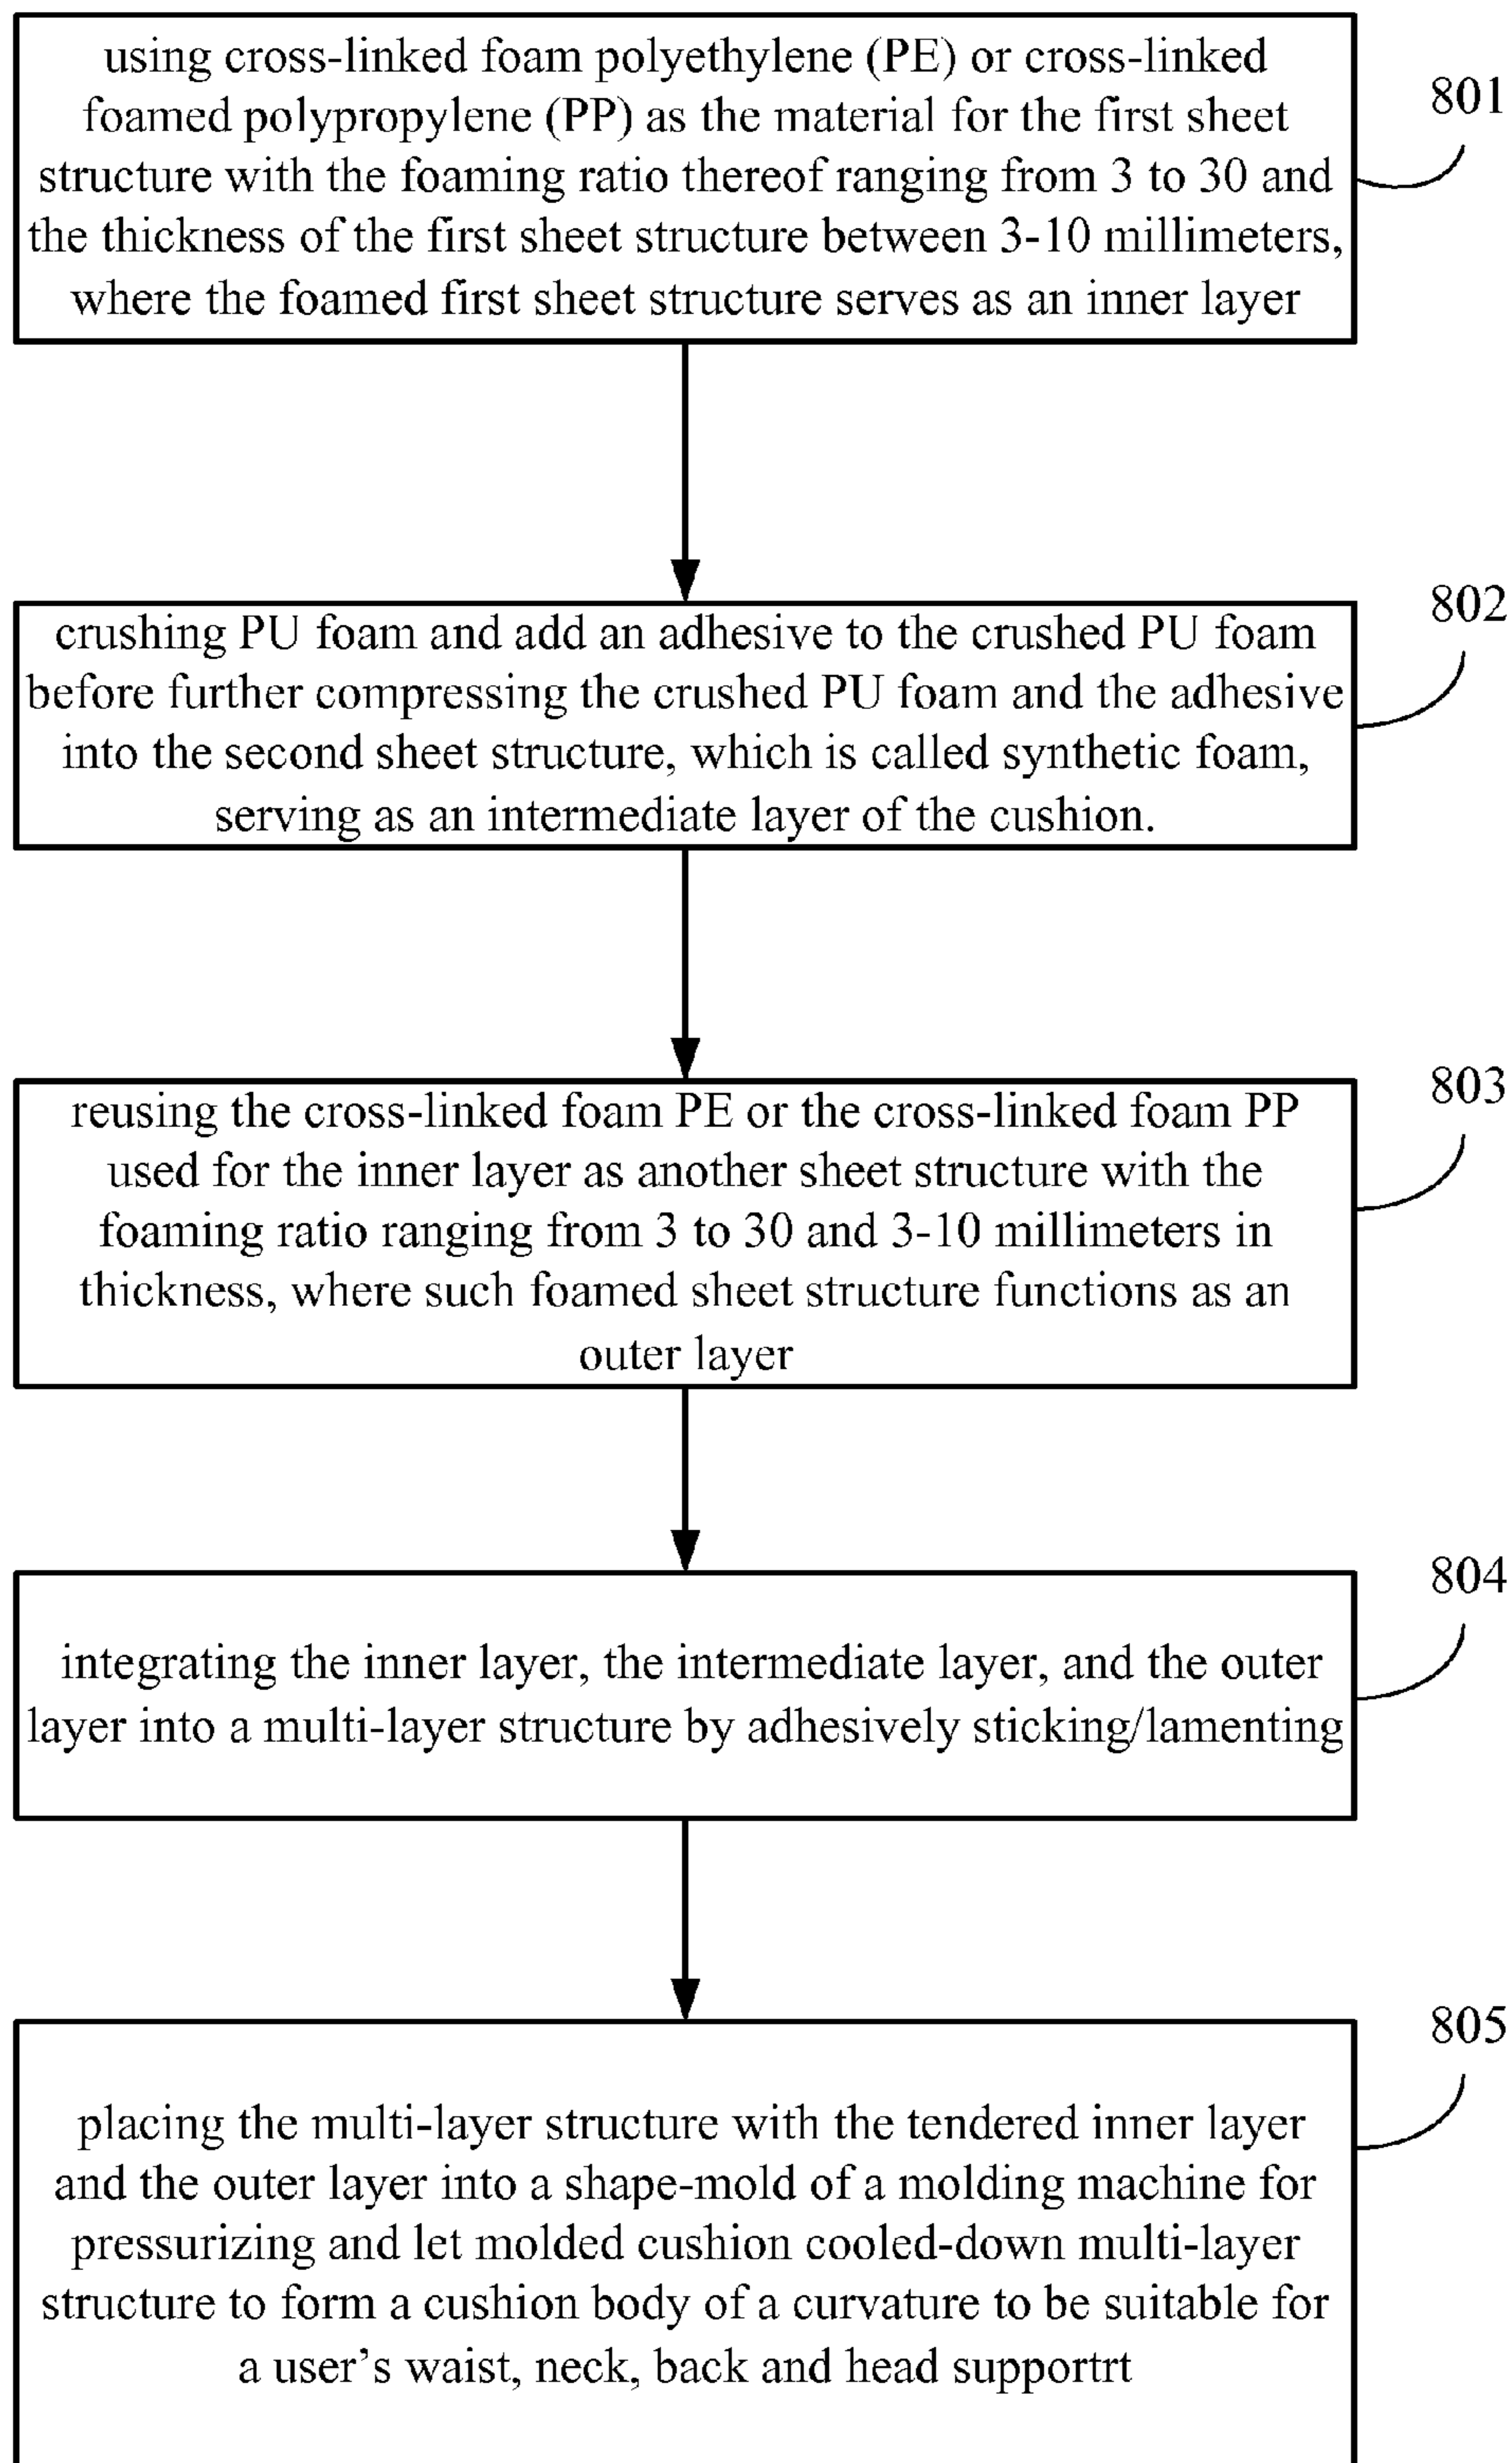 using cross-linked foam polyethylene (PE) or cross-linked
foamed polypropylene (PP) as the material for the first sheet
structure with the foaming ratio thereof ranging from 3 to 30 and
the thickness of the first sheet structure between 3-10 millimeters,
where the foamed first sheet structure serves as an inner layer
801
crushing PU foam and add an adhesive to the crushed PU foam
before further compressing the crushed PU foam and the adhesive
into the second sheet structure, which is called synthetic foam,
serving as an intermediate layer of the cushion.
802
reusing the cross-linked foam PE or the cross-linked foam PP
used for the inner layer as another sheet structure with the
foaming ratio ranging from 3 to 30 and 3-10 millimeters in
thickness, where such foamed sheet structure functions as an
outer layer
803
integrating the inner layer, the intermediate layer, and the outer
layer into a multi-layer structure by adhesively sticking/lamenting
804
placing the multi-layer structure with the tendered inner layer
and the outer layer into a shape-mold of a molding machine for
pressurizing and let molded cushion cooled-down multi-layer
structure to form a cushion body of a curvature to be suitable for
a user’s waist, neck, back and head supportrt
805